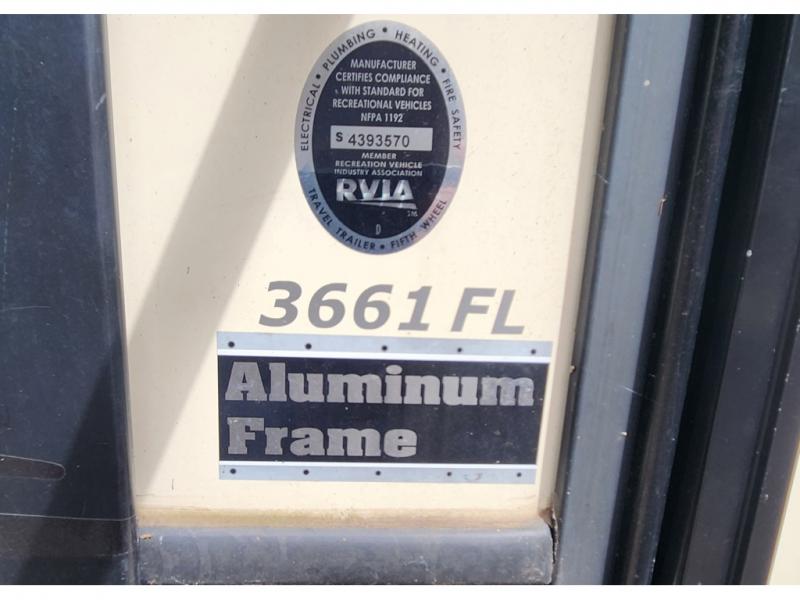 ELECTRICAL • PLUMBING • HEATING • FIRE SAFETY
MANUFACTURER
CERTIFIES COMPLIANCE
WITH STANDARD FOR
RECREATIONAL VEHICLES
NFPA 1192
S 4393570
MEMBER
RECREATION VEHICLE
INDUSTRY ASSOCIATION
RVIA
SM
D
TRAVEL TRAILER • FIFTH WHEEL
3661 FL
Aluminum
Frame